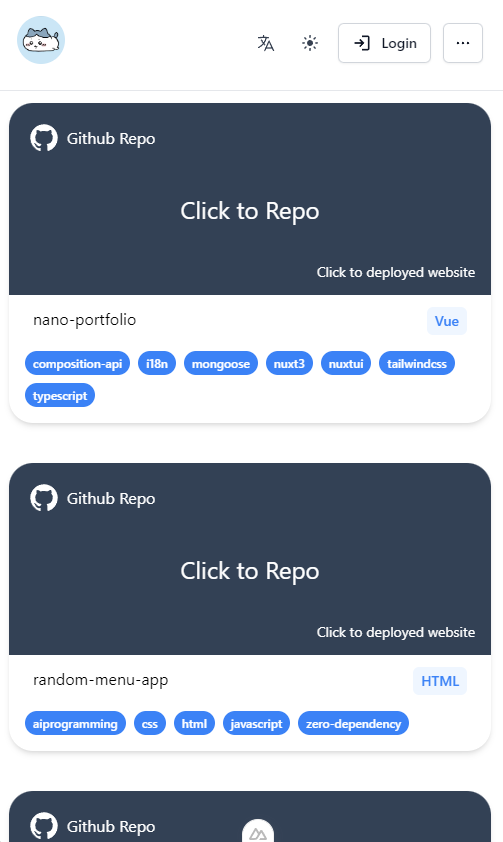 Login
Github Repo
Click to Repo
Click to deployed website
nano-portfolio
Vue
composition-api i18n mongoose nuxt3 nuxtui tailwindcss
typescript
Github Repo
Click to Repo
Click to deployed website
random-menu-app
HTML
aiprogramming css html javascript zero-dependency
Github Repo